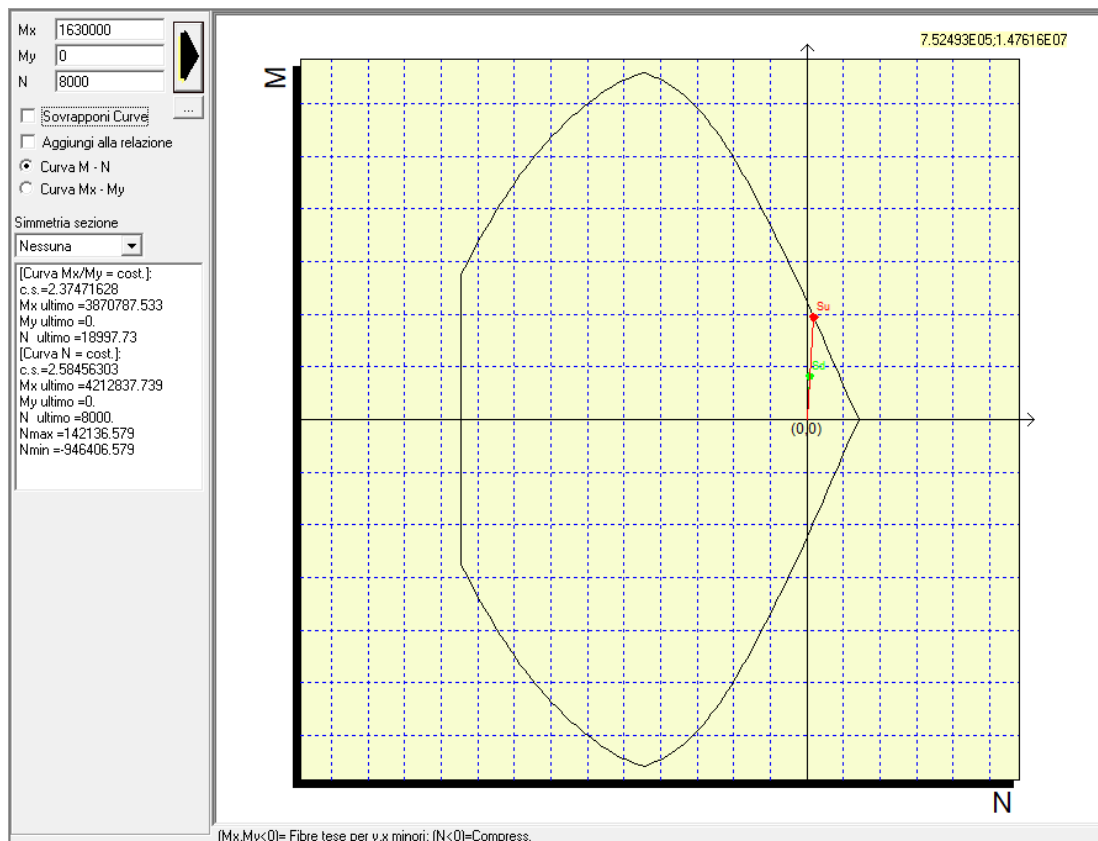 Mx 1630000
My 0
N 8000
...
Sovrapponi Curve
Aggiungi alla relazione
Curva M - N
Curva Mx - My
Simmetria sezione
Nessuna
[Curva Mx/My = cost.]:
c.s.=2.37471628
Mx ultimo =3870787.533
My ultimo =0.
N ultimo =18997.73
[Curva N = cost.]:
c.s.=2.58456303
Mx ultimo =4212837.739
My ultimo =0.
N ultimo =8000.
Nmax =142136.579
Nmin =-946406.579
7.52493E05;1.47616E07
M
Su
Sd
(0,0)
N
(Mx,My<0)= Fibre tese per y,x minori; (N<0)=Compress.